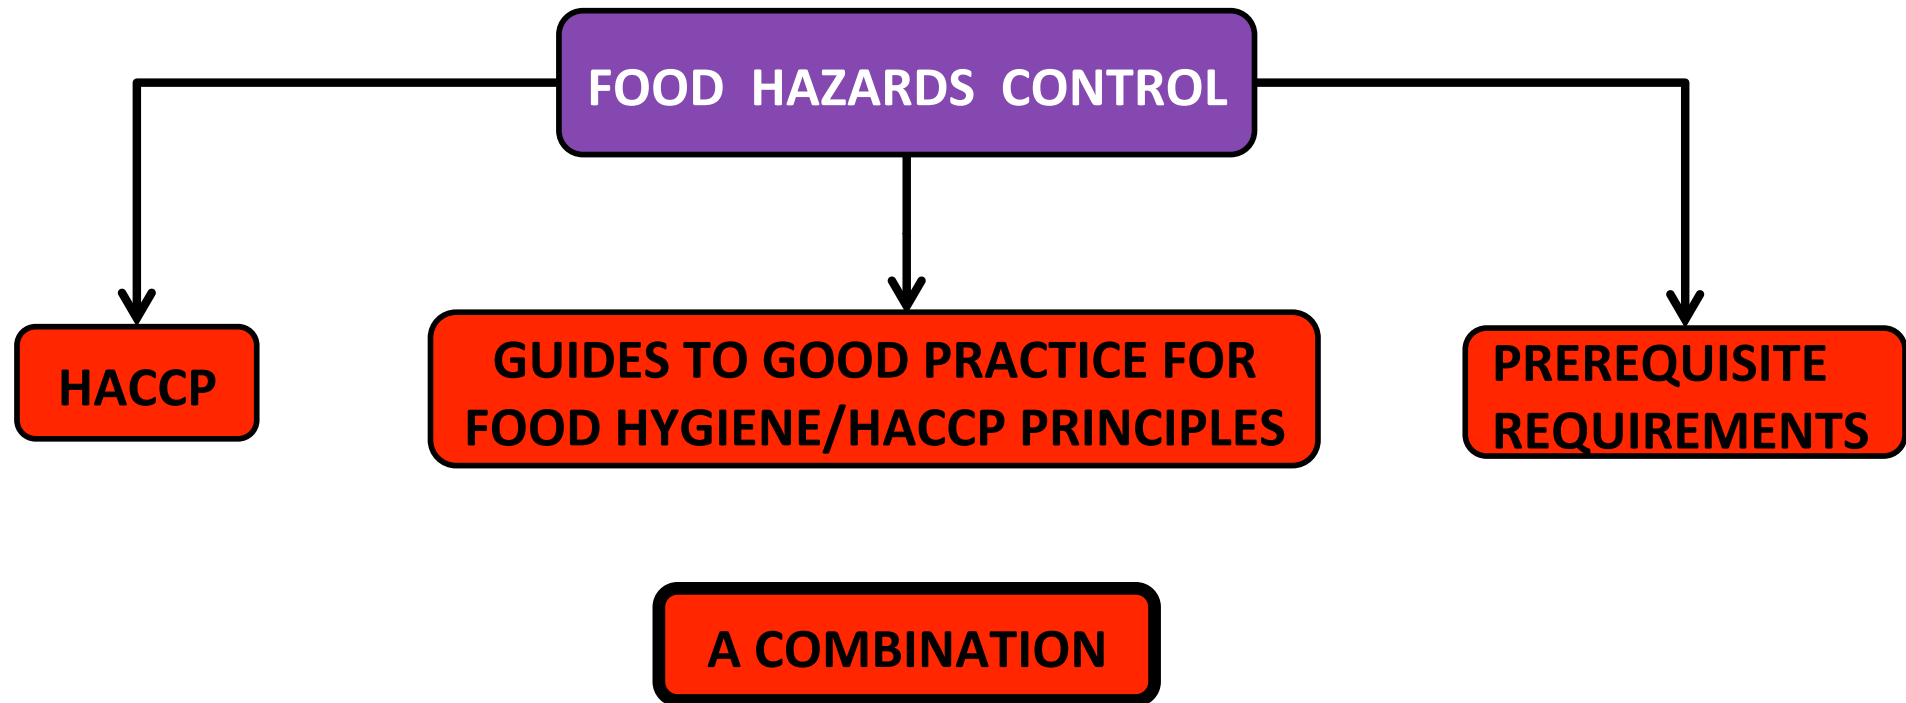 FOOD HAZARDS CONTROL
HACCP
GUIDES TO GOOD PRACTICE FOR
FOOD HYGIENE/HACCP PRINCIPLES
PREREQUISITE
REQUIREMENTS
A COMBINATION